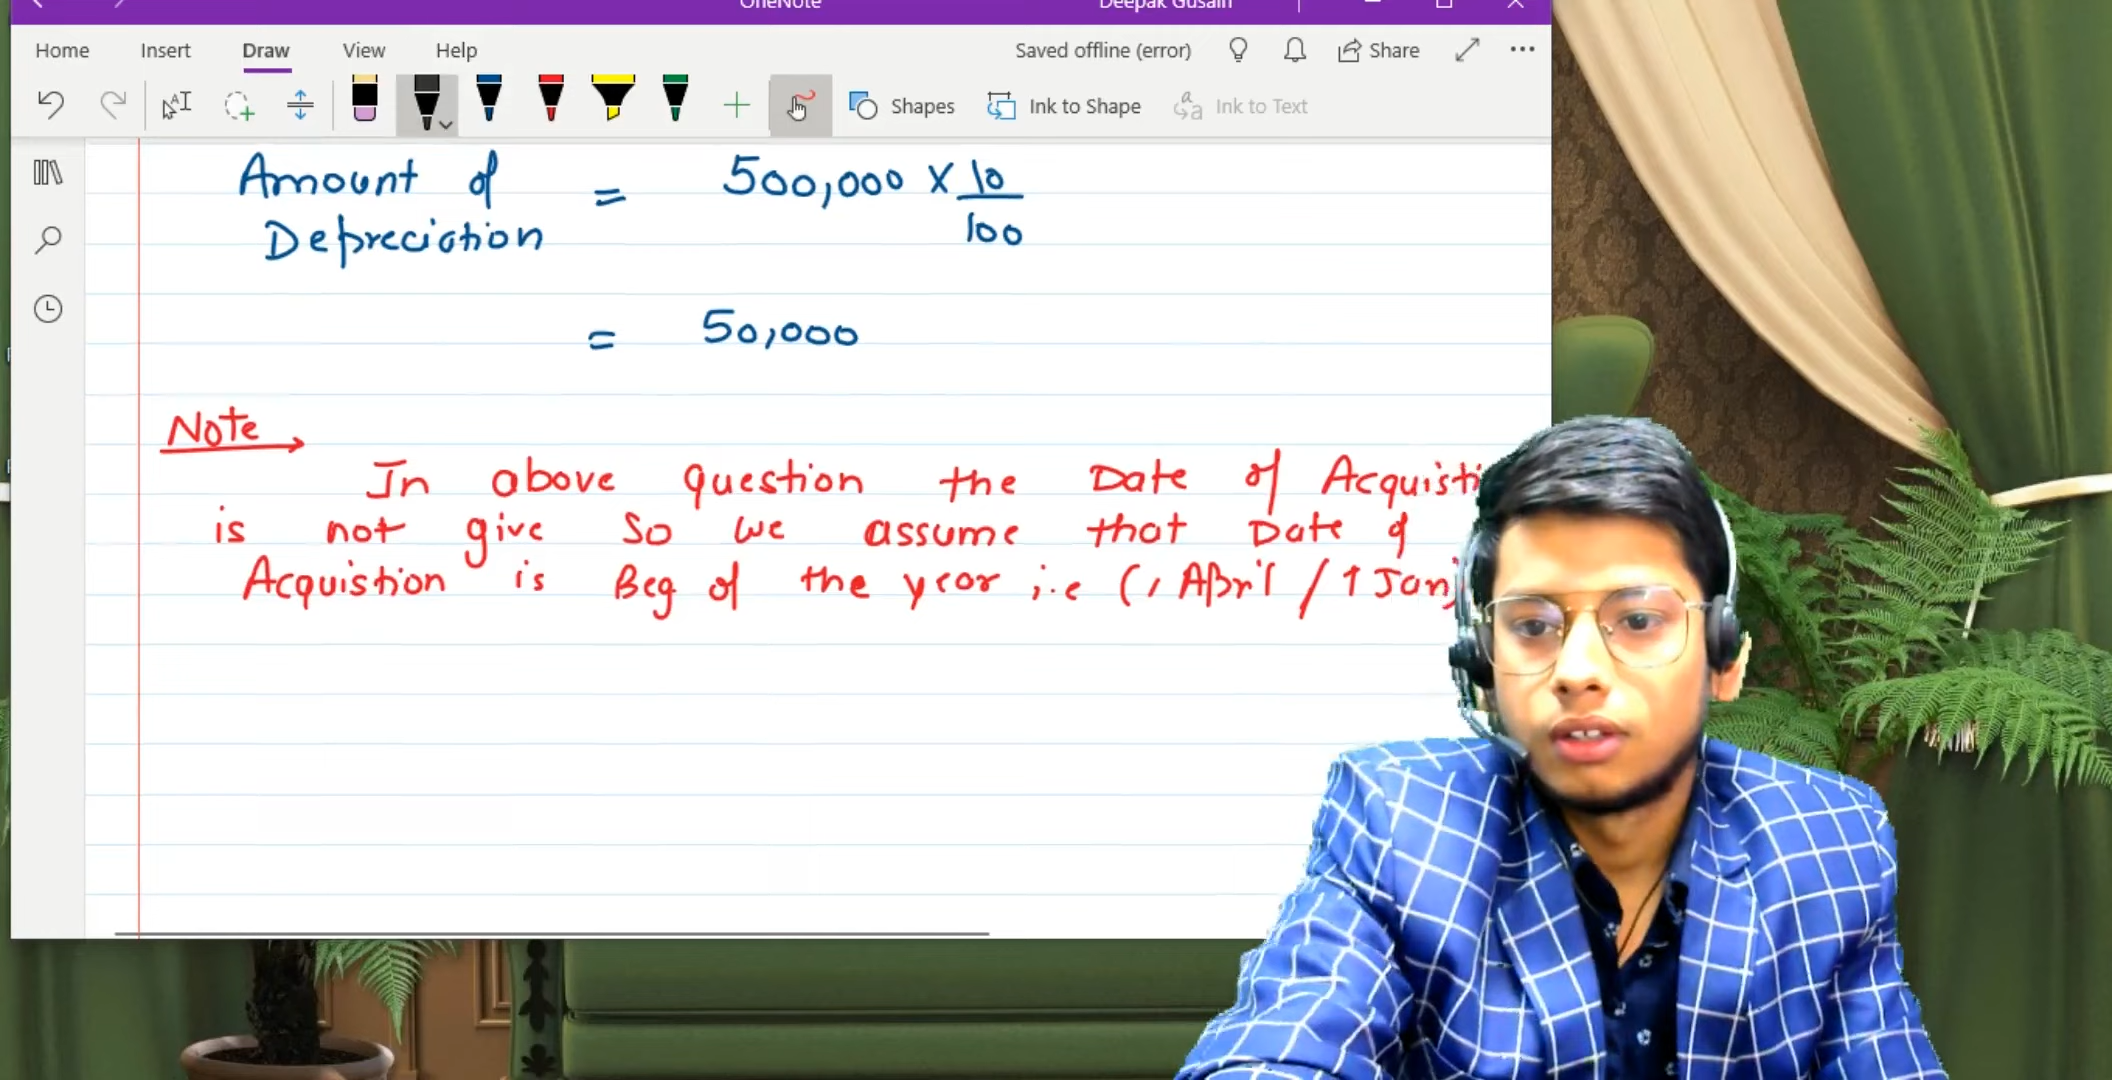 OneNote
Deepak Gusain
Home Insert Draw View Help
Saved offline (error) Share
Shapes Ink to Shape Ink to Text
Amount of = 500,000 × 10
Depreciation 100
= 50,000
Note
In above question the Date of Acquisti
is not give So we assume that Date of
Acquistion is Beg of the year i.e (1 April / 1 Jan)